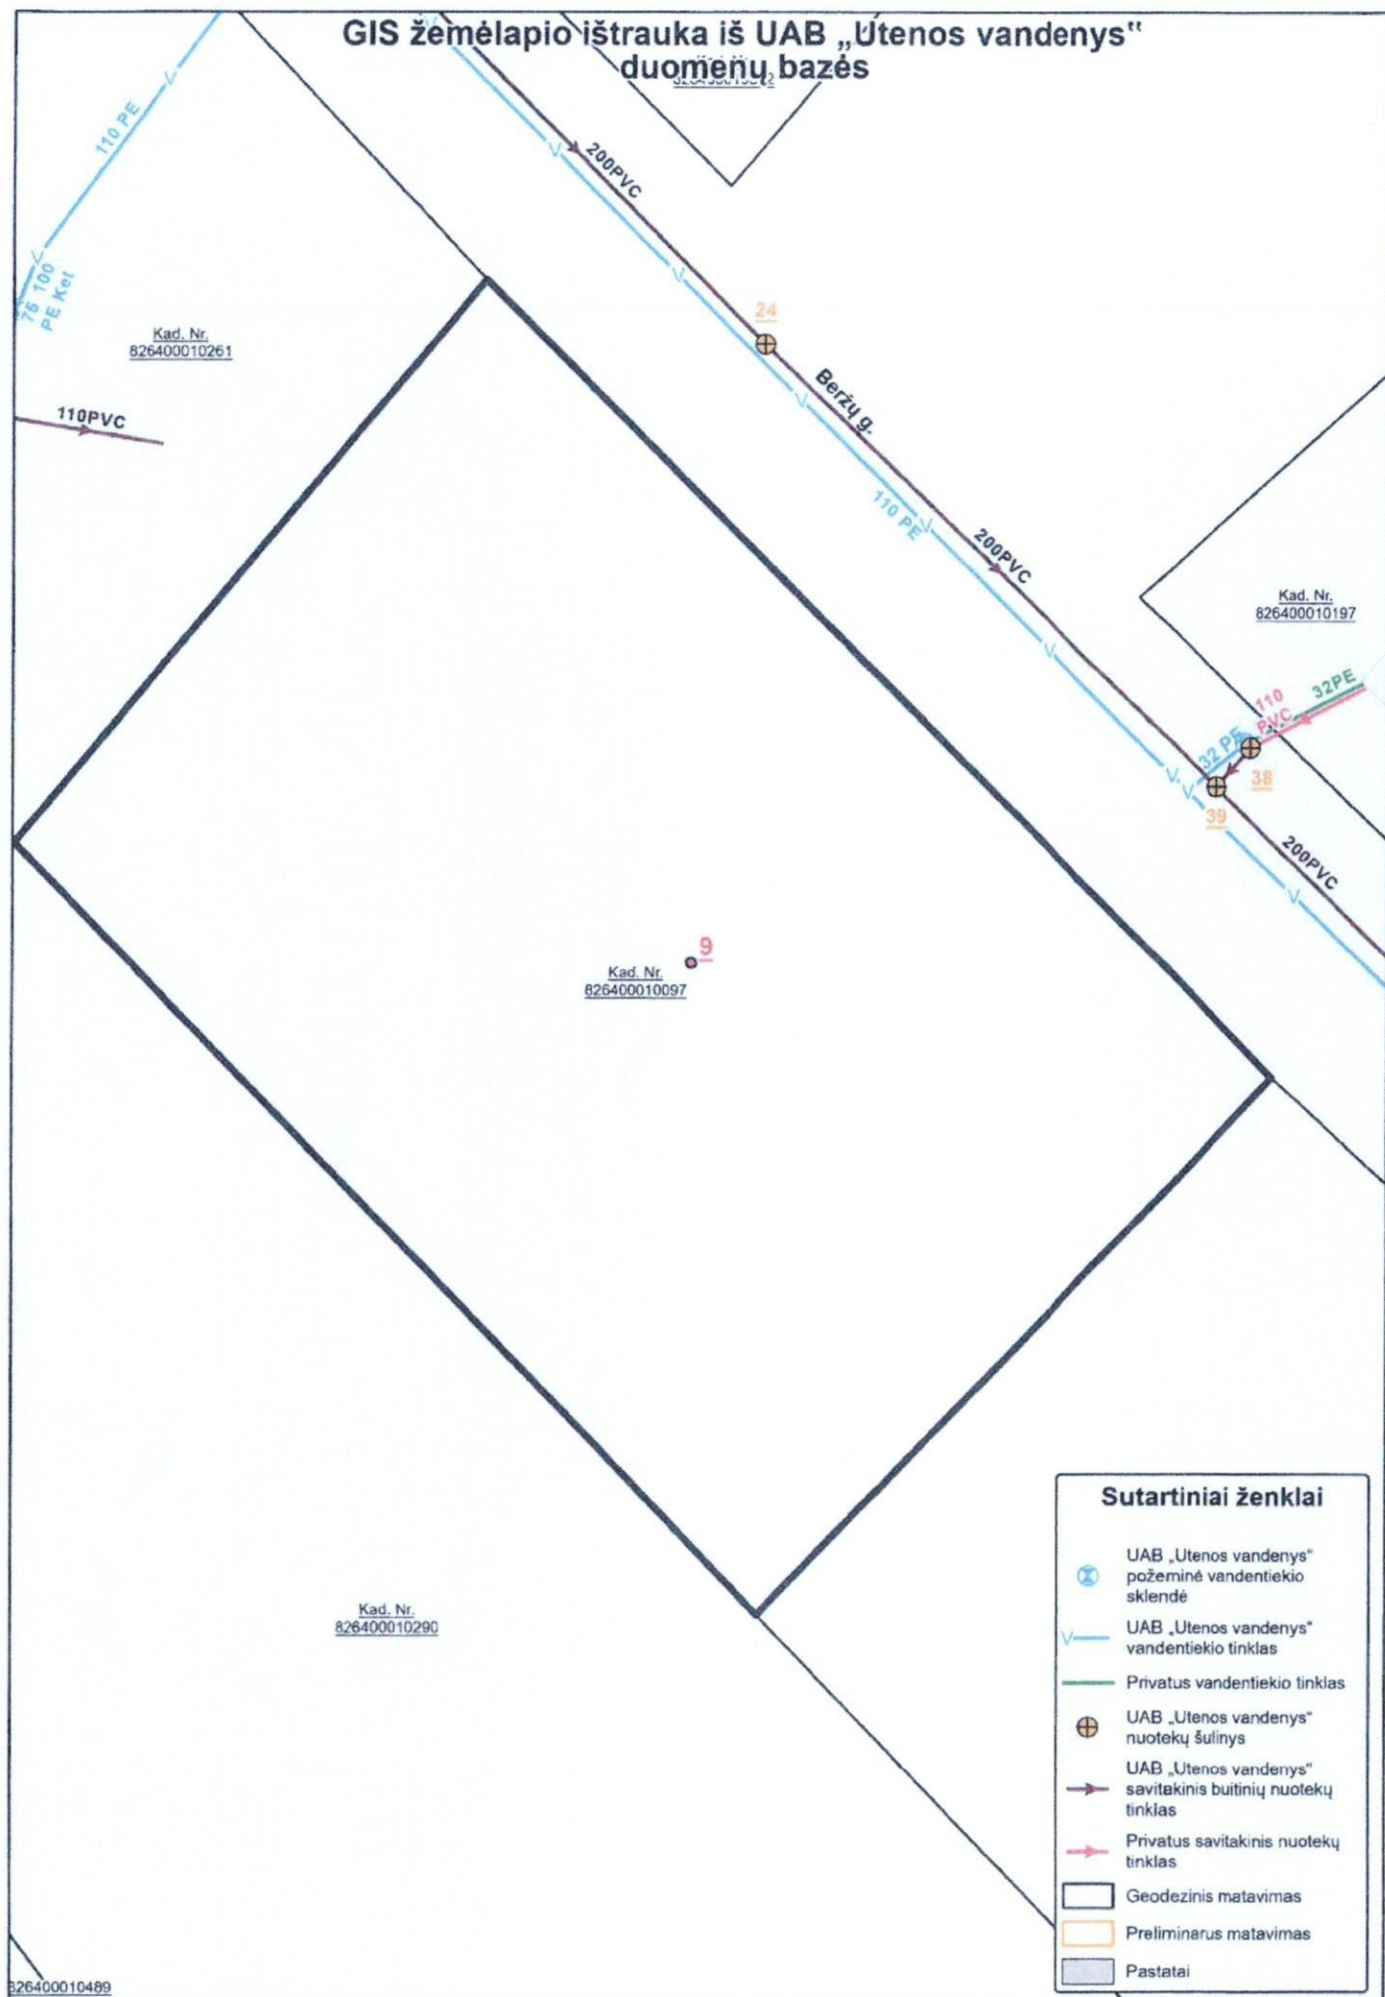 GIS žemėlapio ištrauka iš UAB „Utenos vandenys“
duomenų bazės
110 PE
200PVC
75 100
PE Ket
Kad. Nr.
826400010261
24
110PVC
Beržų g.
110 PE
200PVC
Kad. Nr.
826400010197
32PE
110
PVC
32 PE
38
39
200PVC
9
Kad. Nr.
826400010097
Kad. Nr.
826400010290
826400010489
Sutartiniai ženklai
UAB „Utenos vandenys“
požeminė vandentiekio
sklendė
UAB „Utenos vandenys“
vandentiekio tinklas
Privatus vandentiekio tinklas
UAB „Utenos vandenys“
nuotekų šulinys
UAB „Utenos vandenys“
savitakinis buitinių nuotekų
tinklas
Privatus savitakinis nuotekų
tinklas
Geodezinis matavimas
Preliminarus matavimas
Pastatai